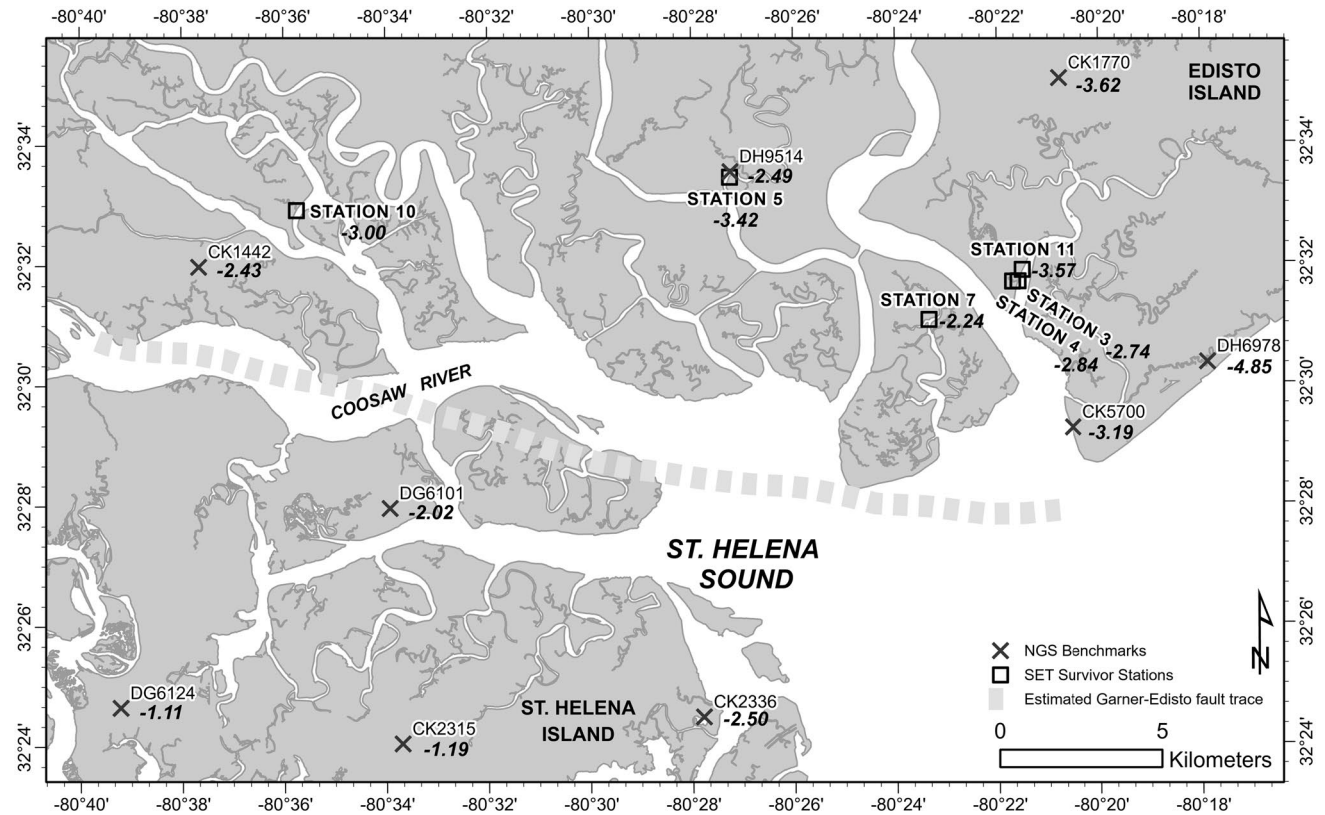 -80°40' -80°38' -80°36' -80°34' -80°32' -80°30' -80°28' -80°26' -80°24' -80°22' -80°20' -80°18'
CK1770
-3.62
EDISTO
ISLAND
32°34'
32°34'
DH9514
-2.49
STATION 5
-3.42
STATION 10
-3.00
CK1442
-2.43
32°32'
32°32'
STATION 11
-3.57
STATION 7
-2.24
STATION 3
-2.74
STATION 4
-2.84
DH6978
-4.85
32°30'
32°30'
COOSAW RIVER
CK5700
-3.19
32°28'
32°28'
DG6101
-2.02
ST. HELENA
SOUND
32°26'
32°26'
N
NGS Benchmarks
SET Survivor Stations
Estimated Garner-Edisto fault trace
DG6124
-1.11
CK2315
-1.19
ST. HELENA
ISLAND
CK2336
-2.50
32°24'
32°24'
0 5
Kilometers
-80°40' -80°38' -80°36' -80°34' -80°32' -80°30' -80°28' -80°26' -80°24' -80°22' -80°20' -80°18'